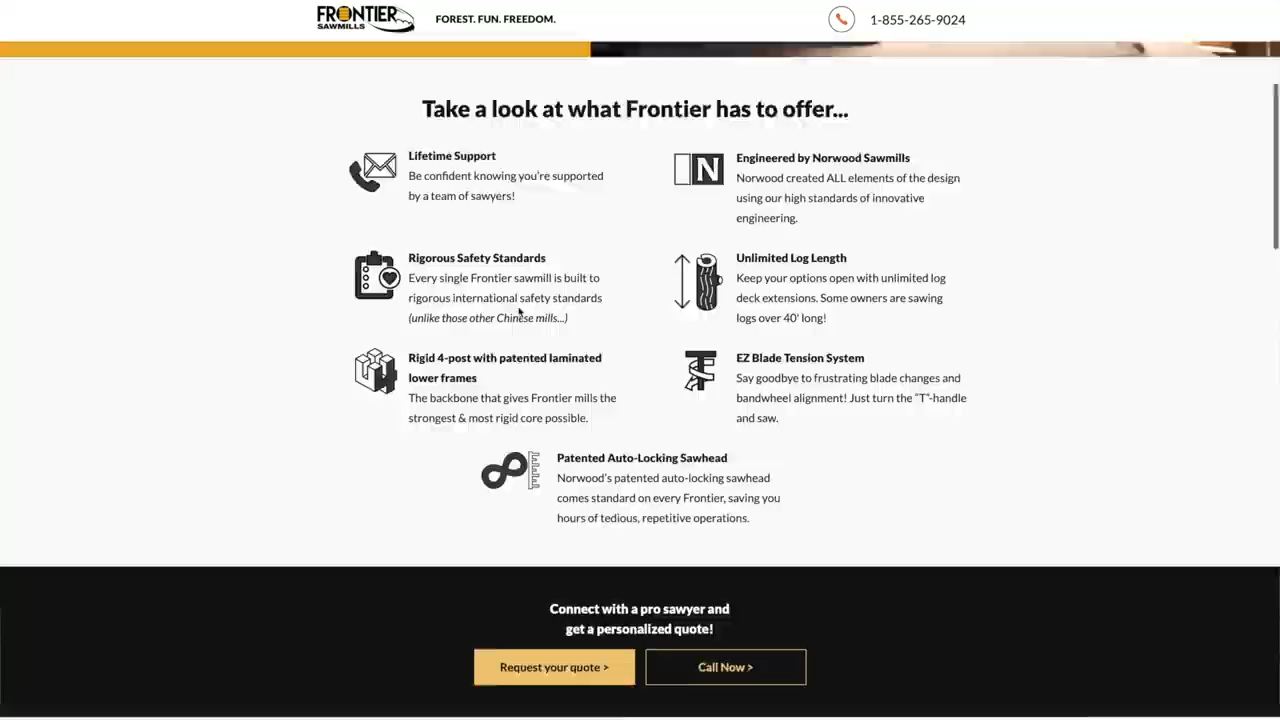 FRONTIER
SAWMILLS
FOREST. FUN. FREEDOM.
1-855-265-9024
Take a look at what Frontier has to offer...
Lifetime Support
Be confident knowing you're supported
by a team of sawyers!
N
Engineered by Norwood Sawmills
Norwood created ALL elements of the design
using our high standards of innovative
engineering.
Rigorous Safety Standards
Every single Frontier sawmill is built to
rigorous international safety standards
(unlike those other Chinese mills...)
Unlimited Log Length
Keep your options open with unlimited log
deck extensions. Some owners are sawing
logs over 40' long!
Rigid 4-post with patented laminated
lower frames
The backbone that gives Frontier mills the
strongest & most rigid core possible.
EZ Blade Tension System
Say goodbye to frustrating blade changes and
bandwheel alignment! Just turn the "T"-handle
and saw.
Patented Auto-Locking Sawhead
Norwood's patented auto-locking sawhead
comes standard on every Frontier, saving you
hours of tedious, repetitive operations.
Connect with a pro sawyer and
get a personalized quote!
Request your quote >
Call Now >